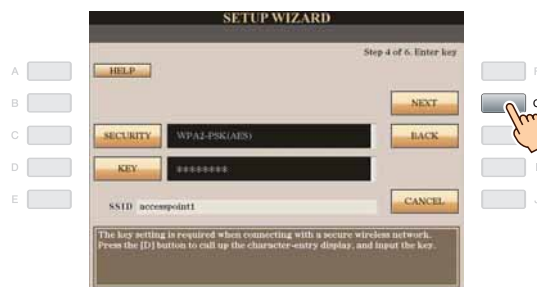 SETUP WIZARD
Step 4 of 6. Enter key
HELP
NEXT
SECURITY WPA2-PSK(AES) BACK
KEY ********
SSID accesspoint1 CANCEL
The key setting is required when connecting with a secure wireless network.
Press the [D] button to call up the character-entry display, and input the key.
A
B
C
D
E
J